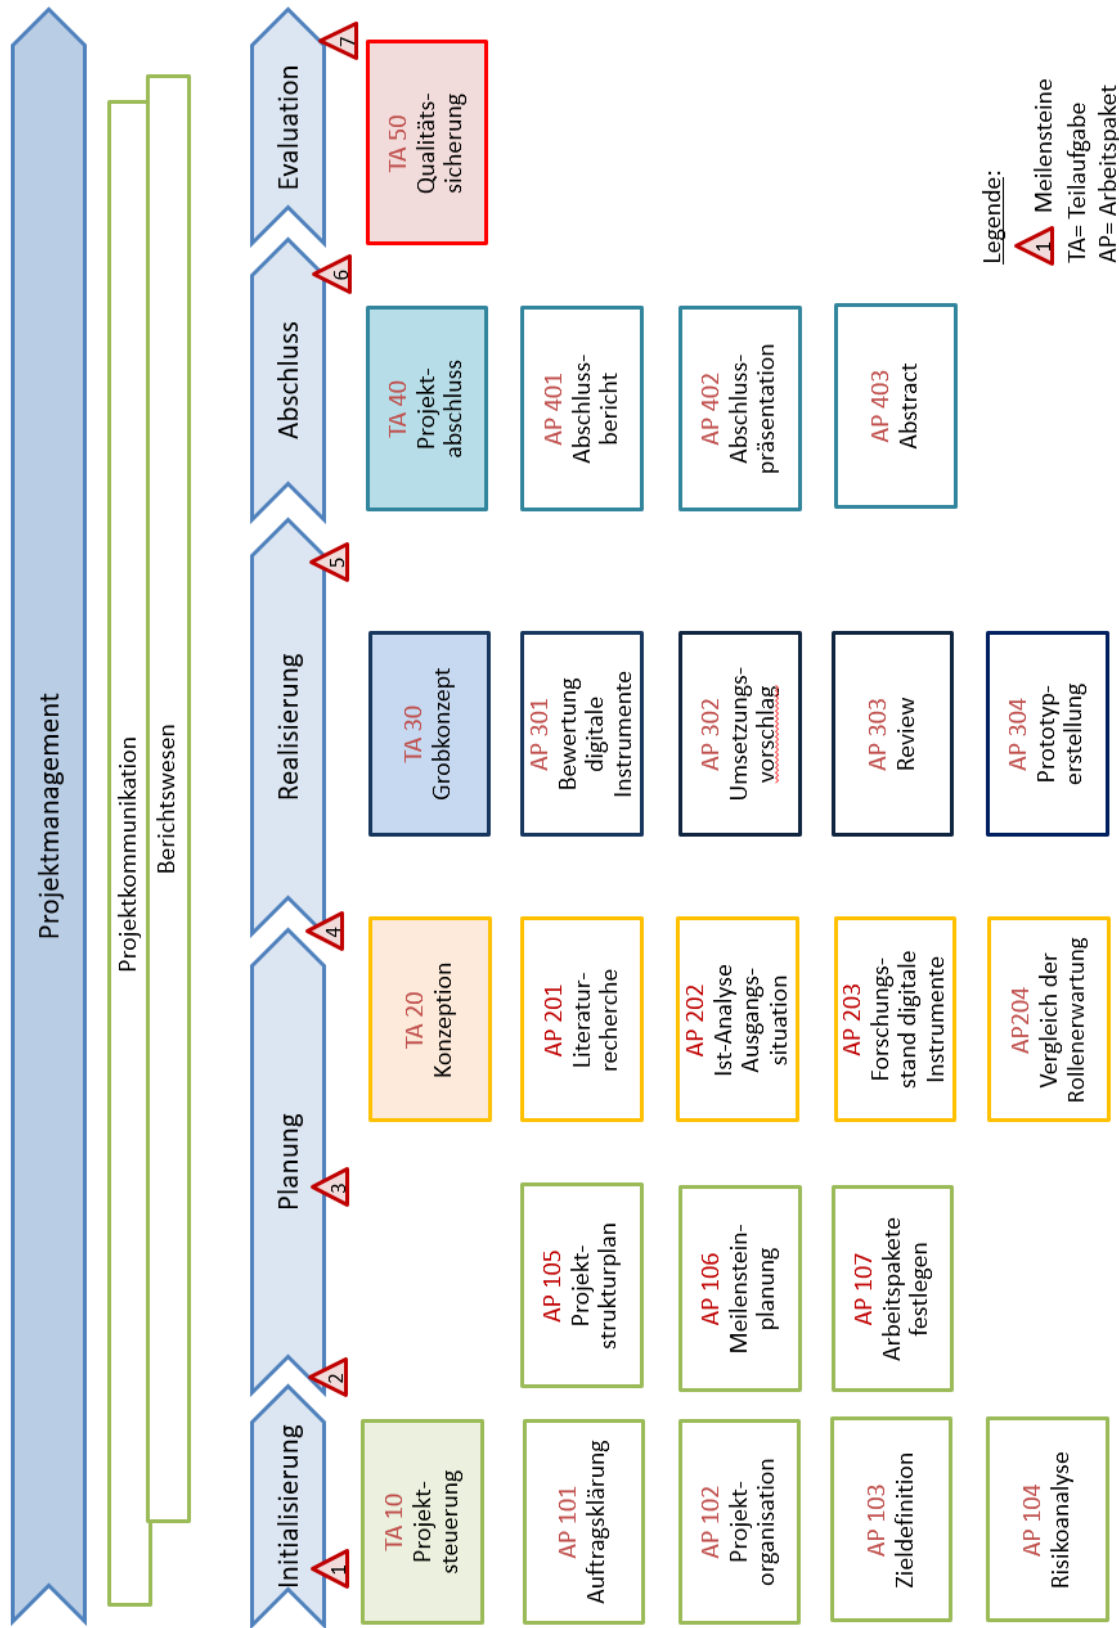 Projektmanagement
Projektkommunikation
Berichtswesen
Initialisierung
Planung
Realisierung
Abschluss
Evaluation
1
2
3
4
5
6
7
TA 10
Projekt-
steuerung
AP 101
Auftragsklärung
AP 102
Projekt-
organisation
AP 103
Zieldefinition
AP 104
Risikoanalyse
AP 105
Projekt-
strukturplan
AP 106
Meilenstein-
planung
AP 107
Arbeitspakete
festlegen
TA 20
Konzeption
AP 201
Literatur-
recherche
AP 202
Ist-Analyse
Ausgangs-
situation
AP 203
Forschungs-
stand digitale
Instrumente
AP204
Vergleich der
Rollenerwartung
TA 30
Grobkonzept
AP 301
Bewertung
digitale
Instrumente
AP 302
Umsetzungs-
vorschlag
AP 303
Review
AP 304
Prototyp-
erstellung
TA 40
Projekt-
abschluss
AP 401
Abschluss-
bericht
AP 402
Abschluss-
präsentation
AP 403
Abstract
TA 50
Qualitäts-
sicherung
Legende:
1 Meilensteine
TA= Teilaufgabe
AP= Arbeitspaket